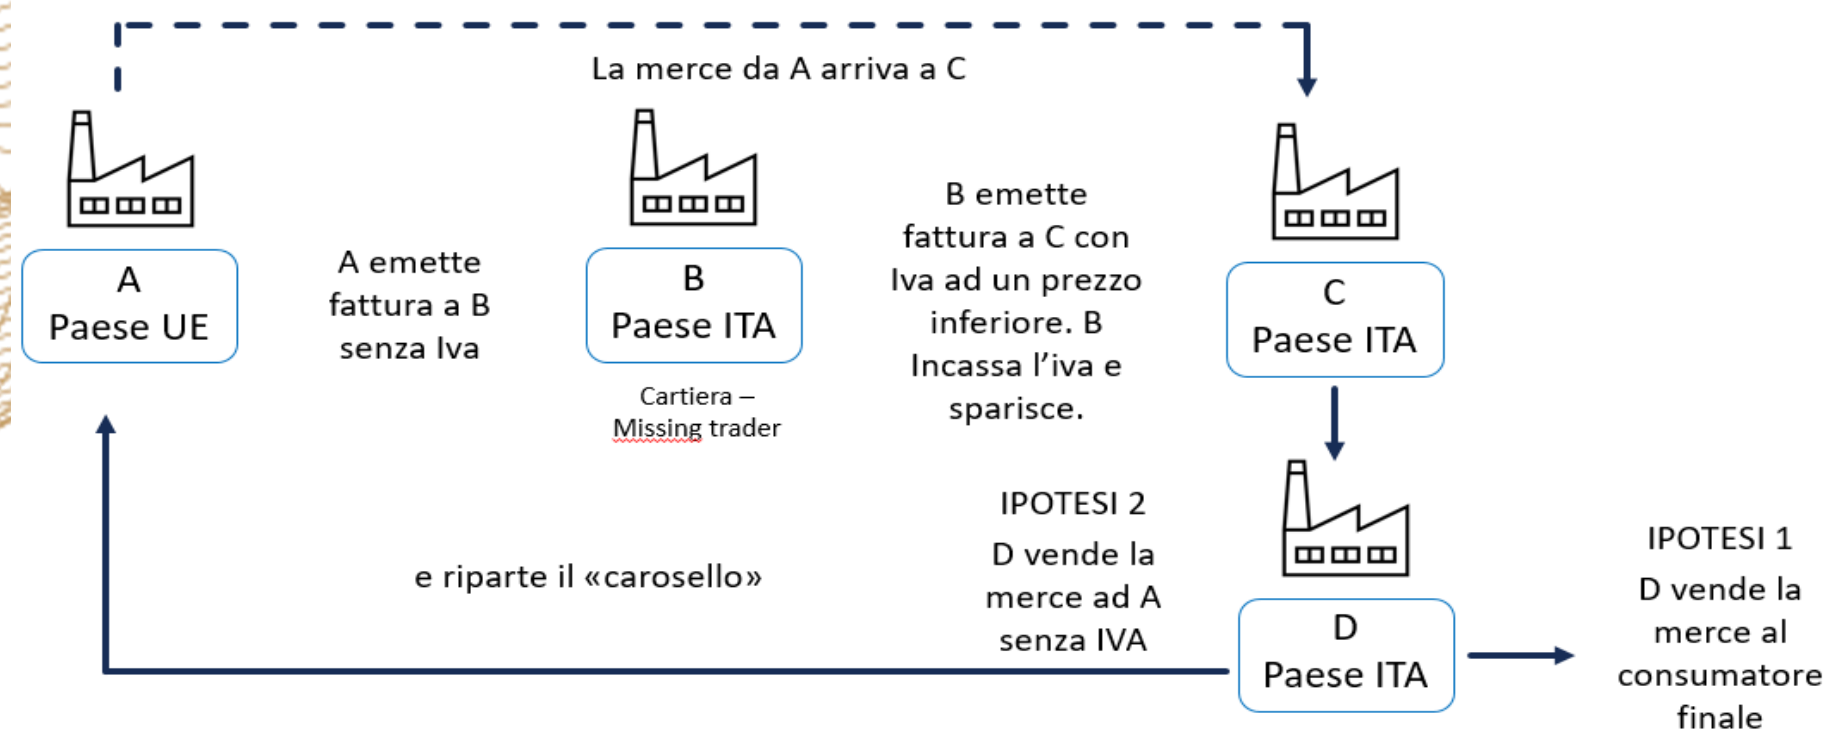 La merce da A arriva a C
A
Paese UE
A emette
fattura a B
senza Iva
B
Paese ITA
Cartiera –
Missing trader
B emette
fattura a C con
Iva ad un prezzo
inferiore. B
Incassa l’iva e
sparisce.
C
Paese ITA
e riparte il «carosello»
IPOTESI 2
D vende la
merce ad A
senza IVA
D
Paese ITA
IPOTESI 1
D vende la
merce al
consumatore
finale